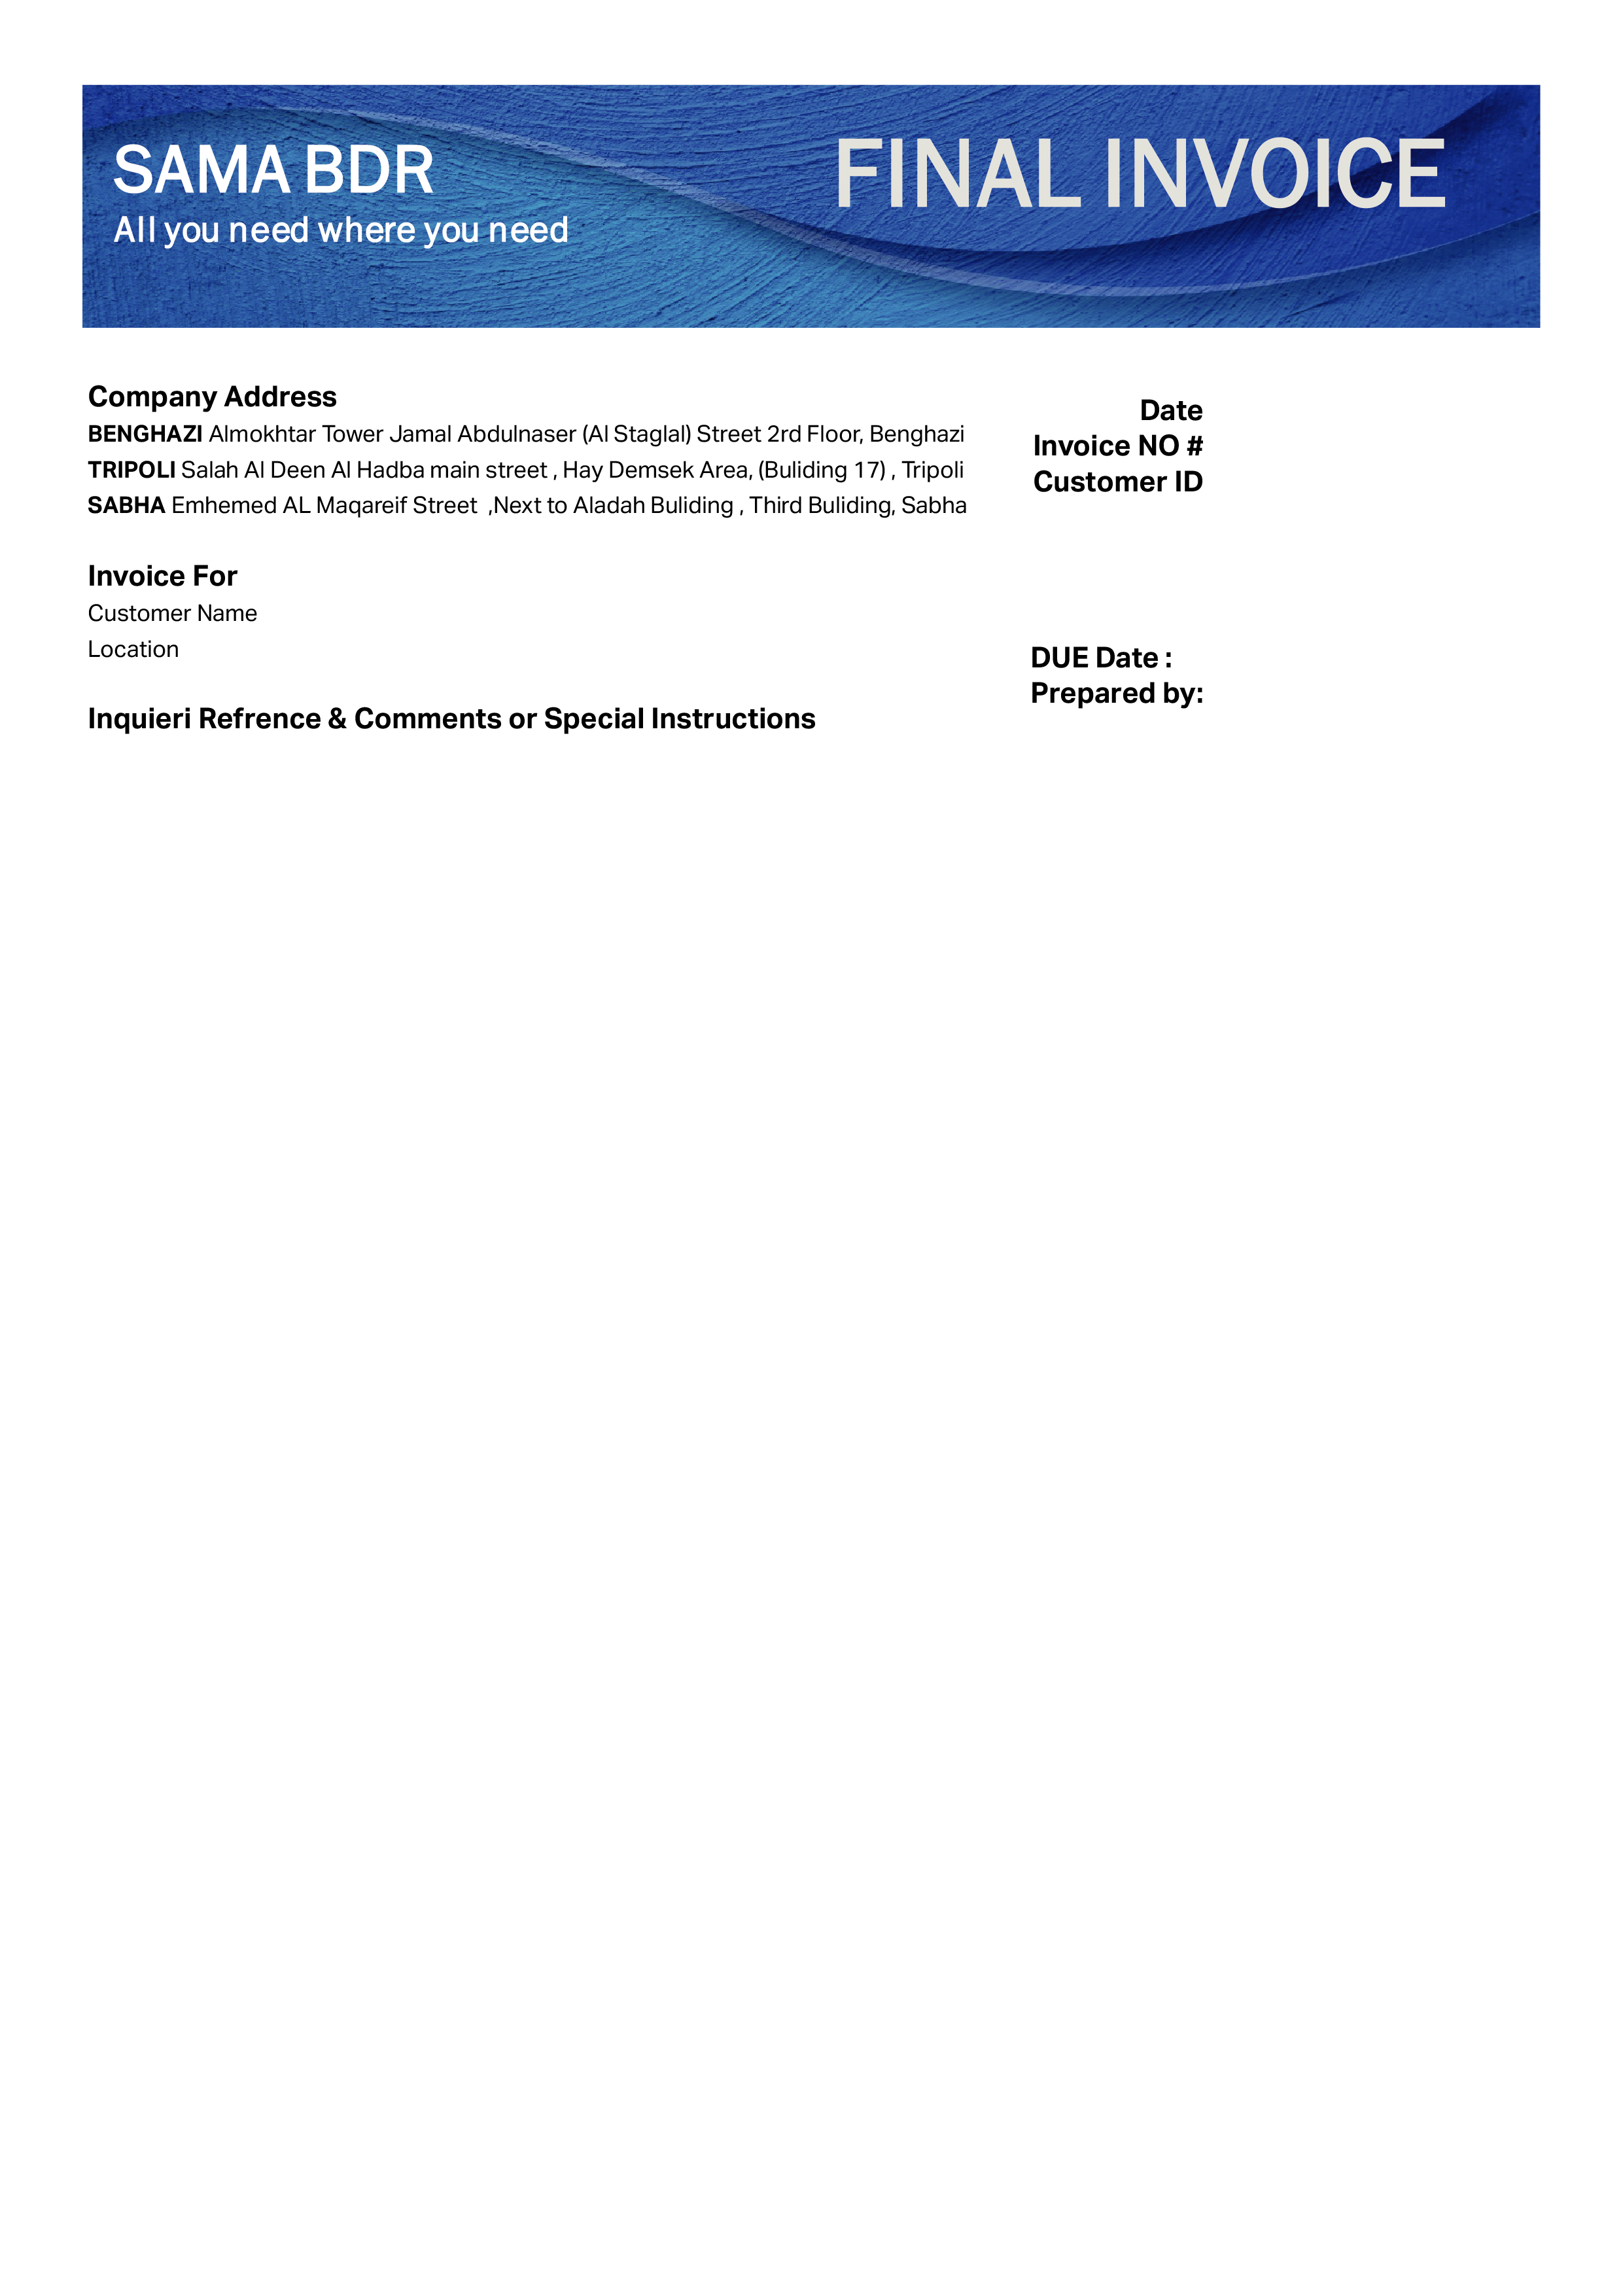 SAMA BDR
All you need where you need
FINAL INVOICE
Company Address
BENGHAZI Almokhtar Tower Jamal Abdulnaser (Al Staglal) Street 2rd Floor, Benghazi
TRIPOLI Salah Al Deen Al Hadba main street , Hay Demsek Area, (Buliding 17) , Tripoli
SABHA Emhemed AL Maqareif Street  ,Next to Aladah Buliding , Third Buliding, Sabha
Date
Invoice NO #
Customer ID
Invoice For
Customer Name
Location
DUE Date :
Prepared by:
Inquieri Refrence & Comments or Special Instructions